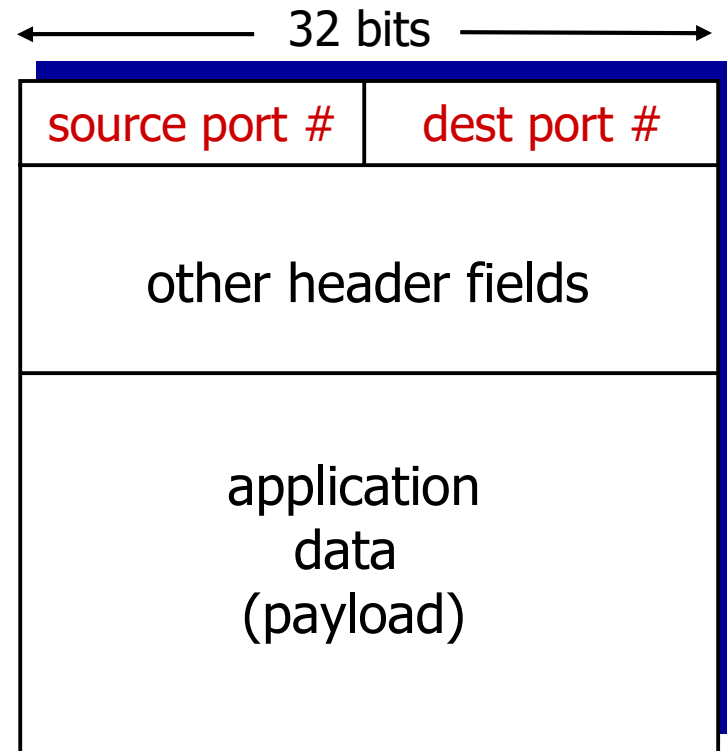 32 bits
source port # dest port #
other header fields
application
data
(payload)